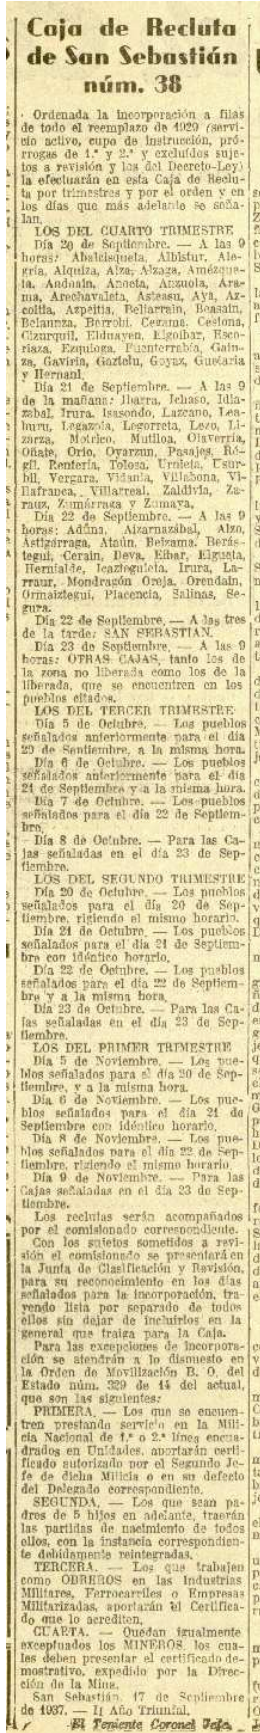 Caja de Recluta
de San Sebastián
núm. 38
Ordenada la incorporación a filas
de todo el reemplazo de 1929 (servi-
cio activo, cupo de instrucción, pró-
rrogas de 1.ª y 2.ª y excluídos suje-
tos a revisión y los del Decreto-Ley)
la efectuarán en esta Caja de Reclu-
ta por trimestres y por el orden y en
los días que más adelante se seña-
lan.
LOS DEL CUARTO TRIMESTRE
Día 20 de Septiembre. — A las 9
horas: Abalcisqueta, Albistur, Ale-
gría, Alquiza, Alza, Alzaga, Amézque-
ta, Andoain, Anoeta, Anzuola, Ara-
ma, Arechavaleta, Asteasu, Aya, Az-
coitia, Azpeitia, Beliarrain, Beasain,
Belaunza, Berrobi, Cegama, Cestona,
Cizurquil, Elduayen, Elgoibar, Esco-
riaza, Ezquioga, Fuenterrabía, Gain-
za, Gaviria, Gaztelu, Goyaz, Guetaria
y Hernani.
Día 21 de Septiembre. — A las 9
de la mañana: Ibarra, Ichaso, Idia-
zabal, Irura, Isasondo, Lazcano, Lea-
buru, Legazpia, Legorreta, Lezo, Li-
zarza, Motrico, Mutiloa, Olaverría,
Oñate, Orio, Oyarzun, Pasajes, Ré-
gil, Rentería, Tolosa, Urnieta, Usur-
bil, Vergara, Vidania, Villabona, Vi-
llafranca, Villarreal, Zaldivia, Za-
rauz, Zumárraga y Zumaya.
Día 22 de Septiembre. — A las 9
horas: Aduna, Aizarnazábal, Alzo,
Astigárraga, Ataún, Beizama, Berás-
tegui, Cerain, Deva, Eibar, Elgueta,
Hernialde, Icazteguieta, Irura, La-
rraur, Mondragón Oreja, Orendain,
Ormaiztegui, Placencia, Salinas, Se-
gura.
Día 22 de Septiembre. — A las tres
de la tarde: SAN SEBASTIAN.
Día 23 de Septiembre. — A las 9
horas: OTRAS CAJAS, tanto los de
la zona no liberada como los de la
liberada, que se encuentren en los
pueblos citados.
LOS DEL TERCER TRIMESTRE
Día 5 de Octubre. — Los pueblos
señalados anteriormente para el día
20 de Septiembre, a la misma hora.
Día 6 de Octubre. — Los pueblos
señalados anteriormente para el día
21 de Septiembre y a la misma hora.
Día 7 de Octubre. — Los pueblos
señalados para el día 22 de Septiem-
bre.
Día 8 de Octubre. — Para las Ca-
jas señaladas en el día 23 de Sep-
tiembre.
LOS DEL SEGUNDO TRIMESTRE
Día 20 de Octubre. — Los pueblos
señalados para el día 20 de Sep-
tiembre, rigiendo el mismo horario.
Día 21 de Octubre. — Los pueblos
señalados para el día 21 de Septiem-
bre con idéntico horario.
Día 22 de Octubre. — Los pueblos
señalados para el día 22 de Septiem-
bre y a la misma hora.
Día 23 de Octubre. — Para las Ca-
jas señaladas en el día 23 de Sep-
tiembre.
LOS DEL PRIMER TRIMESTRE
Día 5 de Noviembre. — Los pue-
blos señalados para el día 20 de Sep-
tiembre, y a la misma hora.
Día 6 de Noviembre. — Los pue-
blos señalados para el día 21 de
Septiembre con idéntico horario.
Día 8 de Noviembre. — Los pue-
blos señalados para el día 22 de Sep-
tiembre, rigiendo el mismo horario.
Día 9 de Noviembre. — Para las
Cajas señaladas en el día 23 de Sep-
tiembre.
Los reclutas serán acompañados
por el comisionado correspondiente.
Con los sujetos sometidos a revi-
sión el comisionado se presentará en
la Junta de Clasificación y Revisión,
para su reconocimiento en los días
señalados para la incorporación, tra-
yendo lista por separado de todos
ellos sin dejar de incluirlos en la
general que traiga para la Caja.
Para las excepciones de incorpora-
ción se atendrán a lo dispuesto en
la Orden de Movilización B. O. del
Estado núm. 329 de 14 del actual,
que son las siguientes:
PRIMERA. — Los que se encuen-
tren prestando servicio en la Mili-
cia Nacional de 1.ª o 2.ª línea encua-
drados en Unidades, aportarán certi-
ficado autorizado por el Segundo Je-
fe de dicha Milicia o en su defecto
del Delegado correspondiente.
SEGUNDA. — Los que sean pa-
dres de 5 hijos en adelante, traerán
las partidas de nacimiento de todos
ellos, con la instancia correspondien-
te debidamente reintegradas.
TERCERA. — Los que trabajen
como OBREROS en las Industrias
Militares, Ferrocarriles o Empresas
Militarizadas, aportarán el Certifica-
do que lo acrediten.
CUARTA. — Quedan igualmente
exceptuados los MINEROS, los cua-
les deben presentar el certificado de-
mostrativo, expedido por la Direc-
ción de la Mina.
San Sebastián, 17 de Septiembre
de 1937. — II Año Triunfal.
El Teniente Coronel Jefe,